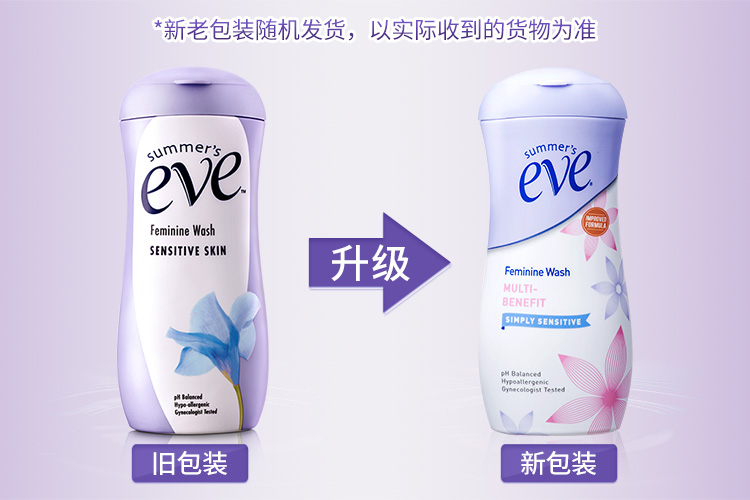 *新老包装随机发货，以实际收到的货物为准
summer's
eve™
Feminine Wash
SENSITIVE SKIN
pH Balanced
Hypo-allergenic
Gynecologist Tested
旧包装
升级
summer's
eve®
IMPROVED
FORMULA
Feminine Wash
MULTI-
BENEFIT
SIMPLY SENSITIVE
pH Balanced
Hypoallergenic
Gynecologist Tested
新包装